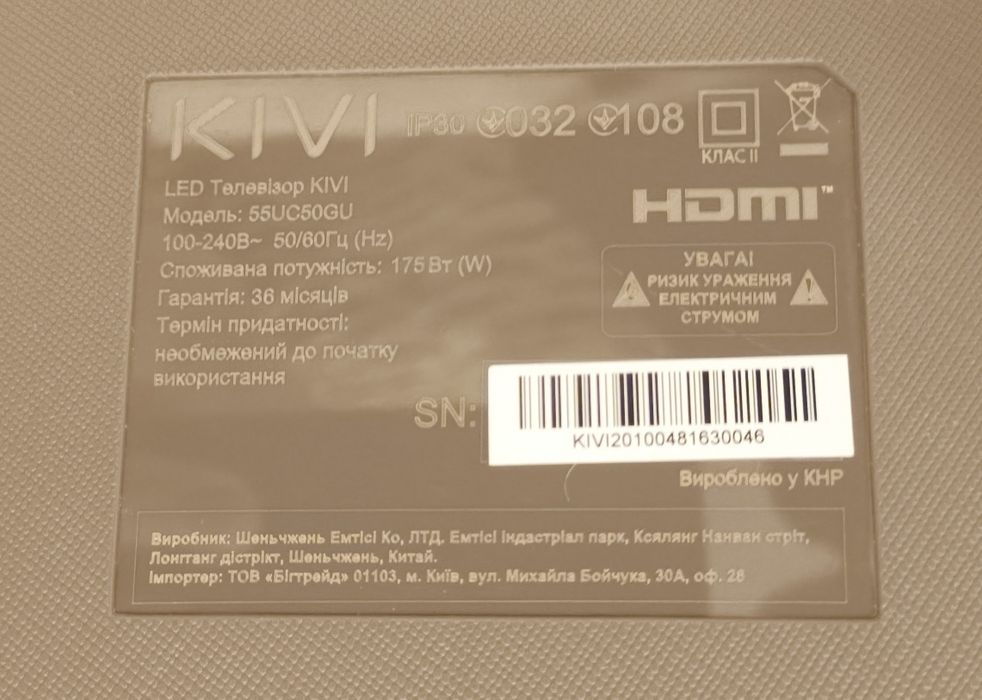 KIVI IP30 032 108
КЛАС II
LED Телевізор KIVI
Модель: 55UC50GU
100-240В~ 50/60Гц (Hz)
Споживана потужність: 175 Вт (W)
Гарантія: 36 місяців
Термін придатності:
необмежений до початку
використання
HDMI™
УВАГА!
РИЗИК УРАЖЕННЯ
ЕЛЕКТРИЧНИМ
СТРУМОМ
SN:
KIVI20100481630046
Вироблено у КНР
Виробник: Шеньчжень Емтісі Ко, ЛТД. Емтісі індастріал парк, Ксялянг Нанван стріт,
Лонгганг дістрікт, Шеньчжень, Китай.
Імпортер: ТОВ «Бігтрейд» 01103, м. Київ, вул. Михайла Бойчука, 30А, оф. 26